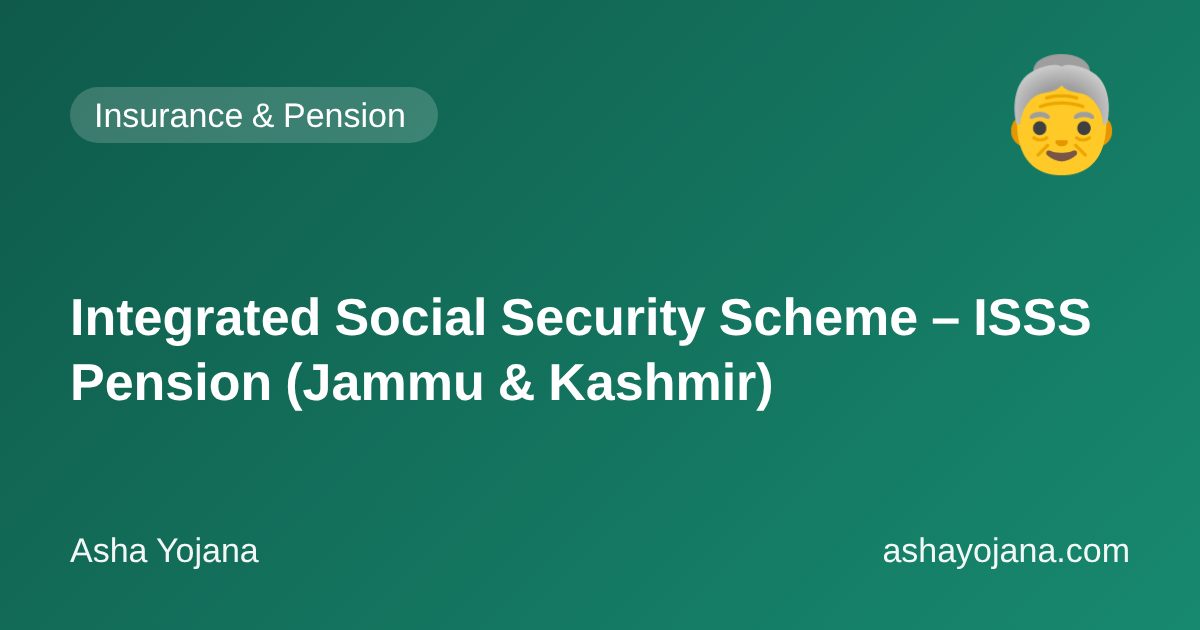 Insurance & Pension
Integrated Social Security Scheme – ISSS
Pension (Jammu & Kashmir)
Asha Yojana
ashayojana.com